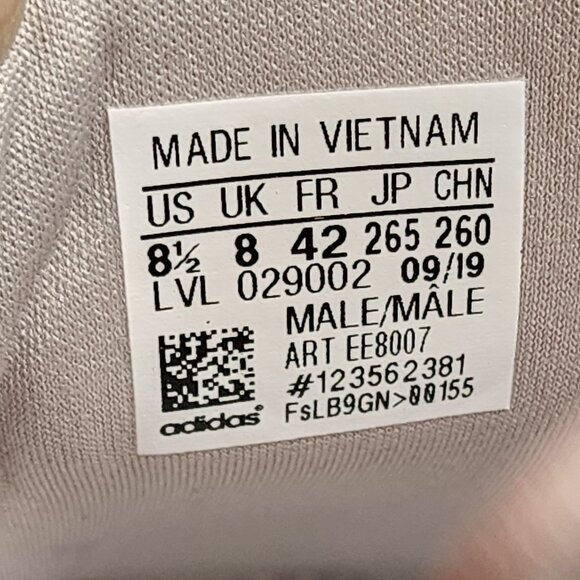 MADE IN VIETNAM
US UK FR JP CHN
8½ 8 42 265 260
LVL 029002 09/19
MALE/MÂLE
ART EE8007
#123562381
FsLB9GN>00155
adidas